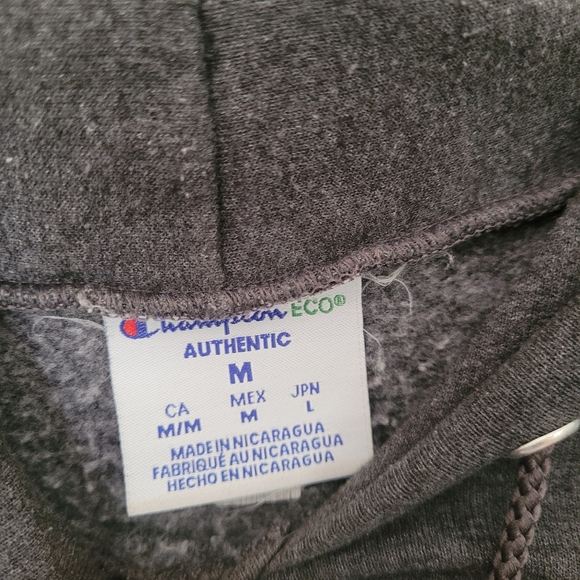 Champion ECO®
AUTHENTIC
M
CA MEX JPN
M/M M L
MADE IN NICARAGUA
FABRIQUÉ AU NICARAGUA
HECHO EN NICARAGUA